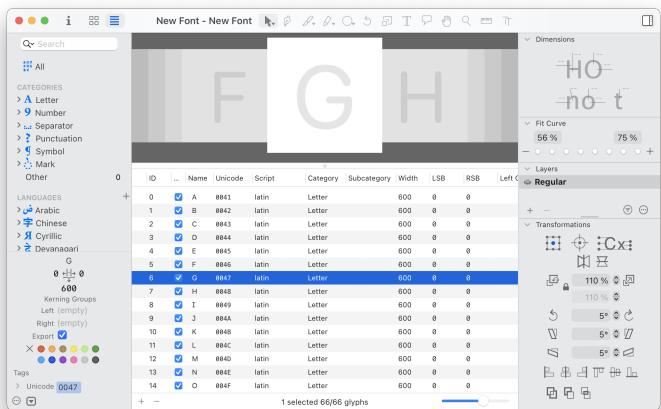 New Font - New Font
Search
All
CATEGORIES
Letter
Number
Separator
Punctuation
Symbol
Mark
Other 0
LANGUAGES
Arabic
Chinese
Cyrillic
Devanagari
G
0 0
600
Kerning Groups
Left (empty)
Right (empty)
Export
Tags
Unicode 0047
F G H
ID ... Name Unicode Script Category Subcategory Width LSB RSB Left G
0 A 0041 latin Letter 600 0 0
1 B 0042 latin Letter 600 0 0
2 C 0043 latin Letter 600 0 0
3 D 0044 latin Letter 600 0 0
4 E 0045 latin Letter 600 0 0
5 F 0046 latin Letter 600 0 0
6 G 0047 latin Letter 600 0 0
7 H 0048 latin Letter 600 0 0
8 I 0049 latin Letter 600 0 0
9 J 004A latin Letter 600 0 0
10 K 004B latin Letter 600 0 0
11 L 004C latin Letter 600 0 0
12 M 004D latin Letter 600 0 0
13 N 004E latin Letter 600 0 0
14 O 004F latin Letter 600 0 0
1 selected 66/66 glyphs
Dimensions
HO
no t
Fit Curve
56 % 75 %
Layers
Regular
Transformations
110 %
110 %
5°
5°
5°